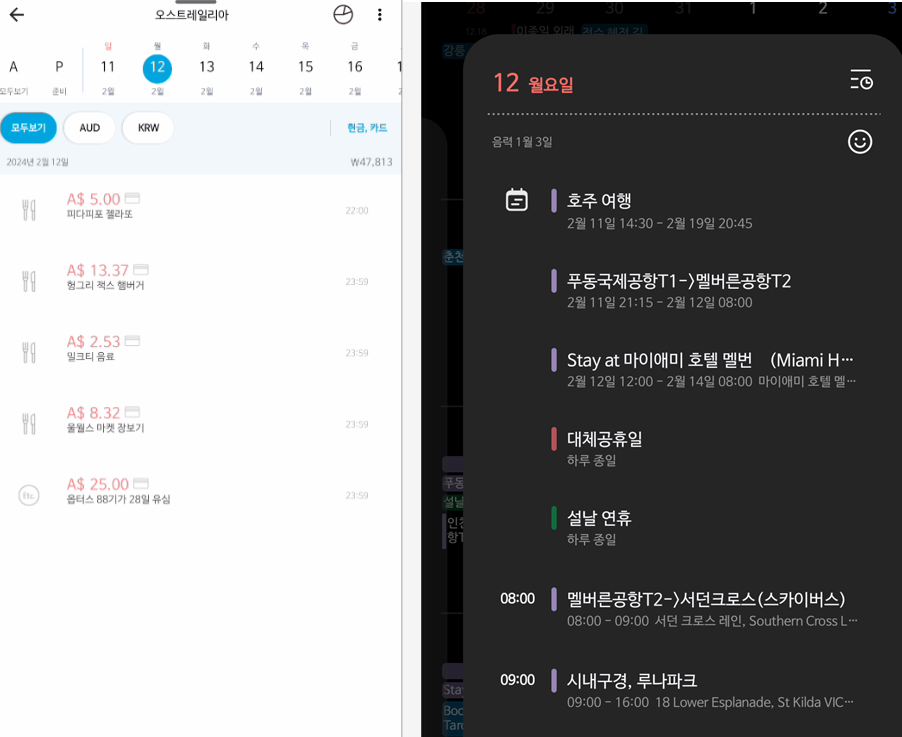 오스트레일리아
일 월 화 수 목 금
A P 11 12 13 14 15 16
모두보기 준비 2월 2월 2월 2월 2월 2월
모두보기 AUD KRW 현금, 카드
2024년 2월 12일 ₩47,813
A$ 5.00
피다피포 젤라또 22:00
A$ 13.37
헝그리 잭스 햄버거 23:59
A$ 2.53
밀크티 음료 23:59
A$ 8.32
울월스 마켓 장보기 23:59
A$ 25.00
Etc. 옵터스 88기가 28일 유심 23:59
28 29 30 31 1 2 3
12.18
강릉
춘천
푸동
설날
인천
항T
Sta
Boo
Taro
12 월요일
음력 1월 3일
호주 여행
2월 11일 14:30 – 2월 19일 20:45
푸동국제공항T1->멜버른공항T2
2월 11일 21:15 – 2월 12일 08:00
Stay at 마이애미 호텔 멜번 (Miami H···
2월 12일 12:00 – 2월 14일 08:00 마이애미 호텔 멜···
대체공휴일
하루 종일
설날 연휴
하루 종일
08:00 멜버른공항T2->서던크로스(스카이버스)
08:00 – 09:00 서던 크로스 레인, Southern Cross L···
09:00 시내구경, 루나파크
09:00 – 16:00 18 Lower Esplanade, St Kilda VIC···